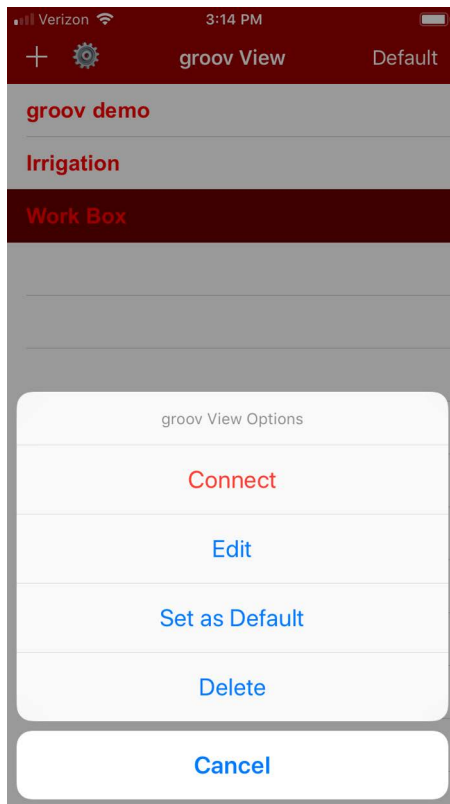 Verizon 3:14 PM
groov View Default
groov demo
Irrigation
Work Box
groov View Options
Connect
Edit
Set as Default
Delete
Cancel